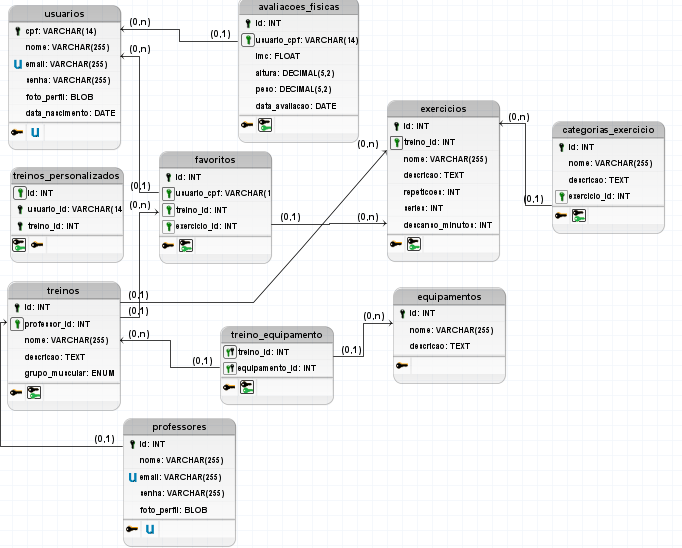 usuarios
cpf: VARCHAR(14)
nome: VARCHAR(255)
email: VARCHAR(255)
senha: VARCHAR(255)
foto_perfil: BLOB
data_nascimento: DATE
(0,n)
(0,n)
(0,1)
avaliacoes_fisicas
id: INT
usuario_cpf: VARCHAR(14)
imc: FLOAT
altura: DECIMAL(5,2)
peso: DECIMAL(5,2)
data_avaliacao: DATE
exercicios
id: INT
treino_id: INT
nome: VARCHAR(255)
descricao: TEXT
repeticoes: INT
series: INT
descanso_minutos: INT
(0,n)
(0,n)
(0,n)
(0,1)
categorias_exercicio
id: INT
nome: VARCHAR(255)
descricao: TEXT
exercicio_id: INT
treinos_personalizados
id: INT
usuario_id: VARCHAR(14
treino_id: INT
(0,1)
(0,n)
favoritos
id: INT
usuario_cpf: VARCHAR(1
treino_id: INT
exercicio_id: INT
(0,1)
treinos
id: INT
professor_id: INT
nome: VARCHAR(255)
descricao: TEXT
grupo_muscular: ENUM
(0,1)
(0,1)
(0,n)
(0,1)
treino_equipamento
treino_id: INT
equipamento_id: INT
(0,1)
(0,n)
equipamentos
id: INT
nome: VARCHAR(255)
descricao: TEXT
(0,1)
professores
id: INT
nome: VARCHAR(255)
email: VARCHAR(255)
senha: VARCHAR(255)
foto_perfil: BLOB